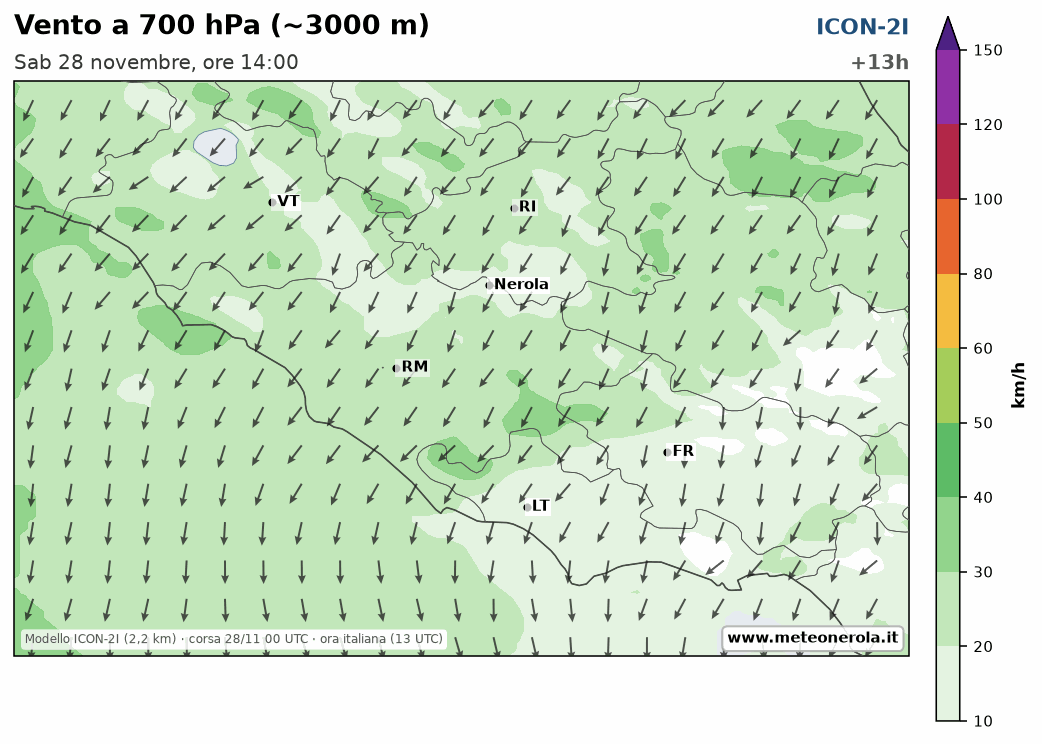 Vento a 700 hPa (~3000 m)
ICON-2I
Sab 28 novembre, ore 14:00
+13h
150
120
100
80
60
50
40
30
20
10
km/h
VT
RI
Nerola
RM
FR
LT
Modello ICON-2I (2,2 km) · corsa 28/11 00 UTC · ora italiana (13 UTC)
www.meteonerola.it